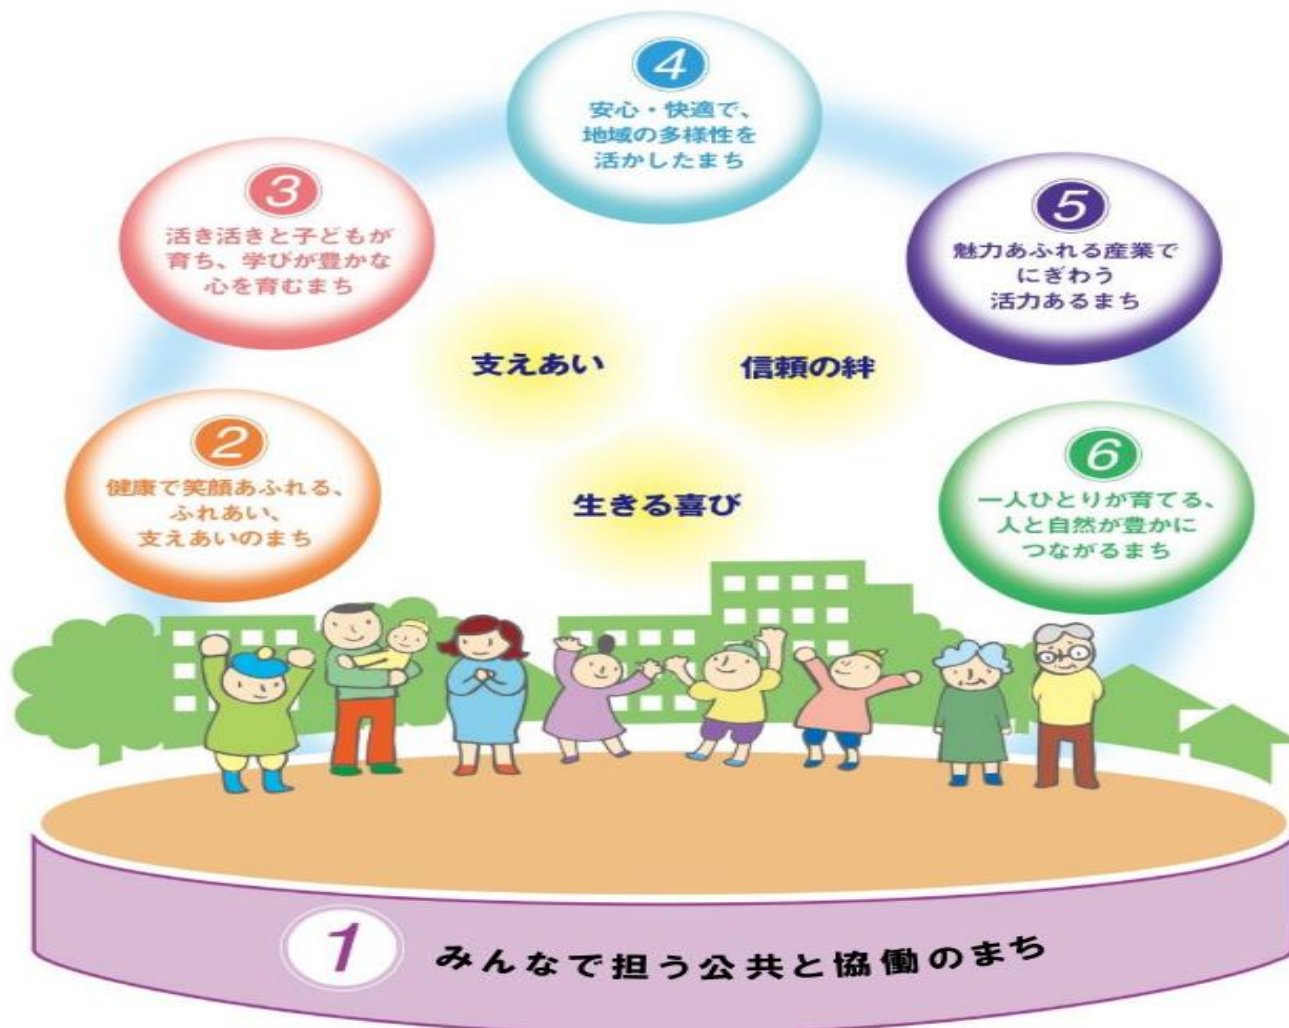 4
安心・快適で、
地域の多様性を
活かしたまち
3
活き活きと子どもが
育ち、学びが豊かな
心を育むまち
5
魅力あふれる産業で
にぎわう
活力あるまち
支えあい
信頼の絆
2
健康で笑顔あふれる、
ふれあい、
支えあいのまち
生きる喜び
6
一人ひとりが育てる、
人と自然が豊かに
つながるまち
1 みんなで担う公共と協働のまち